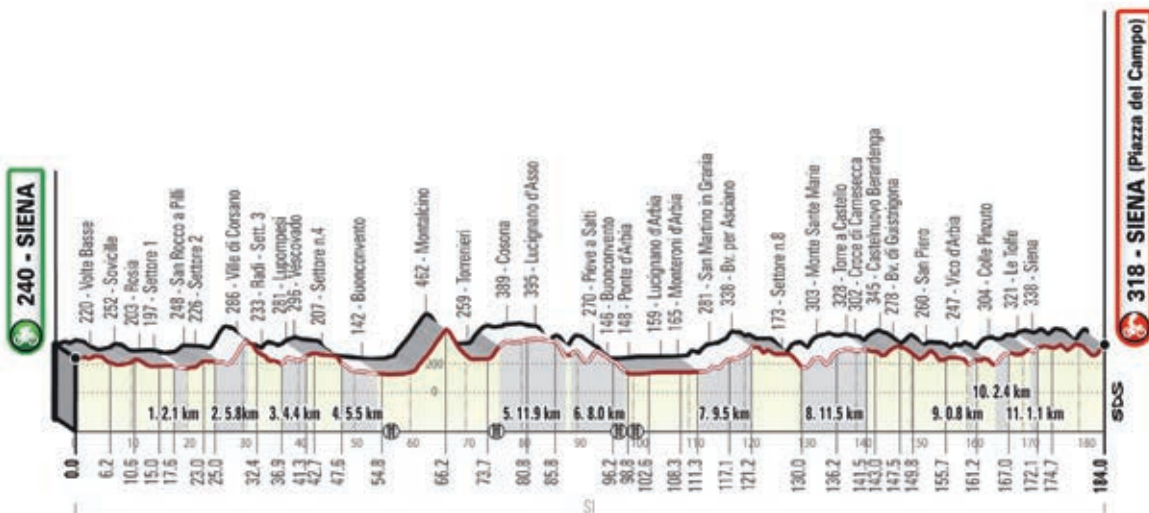 240 - SIENA
220 - Volte Basse
252 - Sovicille
203 - Rosia
197 - Settore 1
248 - San Rocco a Pilli
226 - Settore 2
286 - Ville di Corsano
233 - Radi - Sett. 3
281 - Lupompesi
296 - Vescovado
207 - Settore n.4
142 - Buonconvento
462 - Montalcino
259 - Torrenieri
389 - Cosona
395 - Lucignano d'Asso
270 - Pieve a Salti
146 - Buonconvento
148 - Ponte d'Arbia
159 - Lucignano d'Arbia
165 - Monteroni d'Arbia
281 - San Martino in Grania
338 - Bv. per Asciano
173 - Settore n.8
303 - Monte Sante Marie
328 - Torre a Castello
302 - Croce di Carnesecca
345 - Castelnuovo Berardenga
278 - Bv. di Guistrigona
260 - San Piero
247 - Vico d'Arbia
304 - Colle Pinzuto
321 - Le Tolfe
338 - Siena
318 - SIENA (Piazza del Campo)
200
0
1. 2.1 km
2. 5.8km
3. 4.4 km
4. 5.5 km
5. 11.9 km
6. 8.0 km
7. 9.5 km
8. 11.5 km
9. 0.8 km
10. 2.4 km
11. 1.1 km
0 10 20 30 40 50 60 70 80 90 100 110 120 130 140 150 160 170 180
0.0 6.2 10.6 15.0 17.6 23.0 25.0 32.4 36.9 41.3 42.7 47.6 54.8 66.2 73.7 80.8 85.8 96.2 98.8 102.6 108.3 111.3 117.1 121.2 130.0 136.2 141.5 143.0 147.5 149.8 155.7 161.2 167.0 172.1 174.7 184.0
SDS
SI